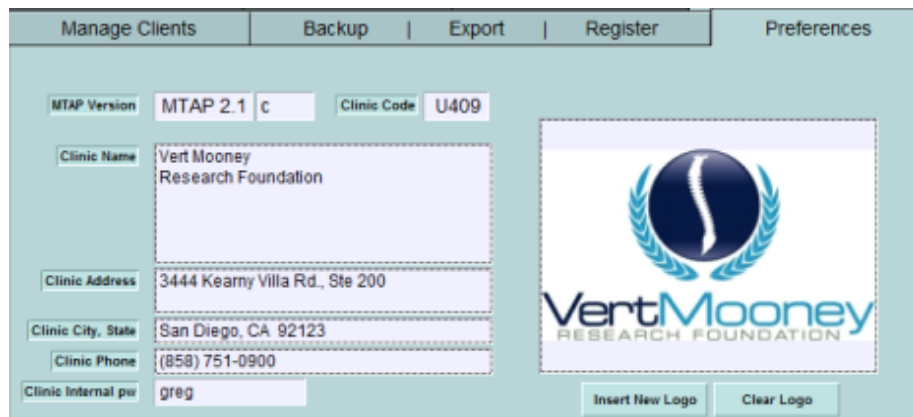 Manage Clients Backup | Export | Register Preferences
MTAP Version MTAP 2.1 c Clinic Code U409
Clinic Name Vert Mooney
Research Foundation
Clinic Address 3444 Kearny Villa Rd., Ste 200
Clinic City, State San Diego, CA 92123
Clinic Phone (858) 751-0900
Clinic Internal pw greg
VertMooney
RESEARCH FOUNDATION
Insert New Logo Clear Logo